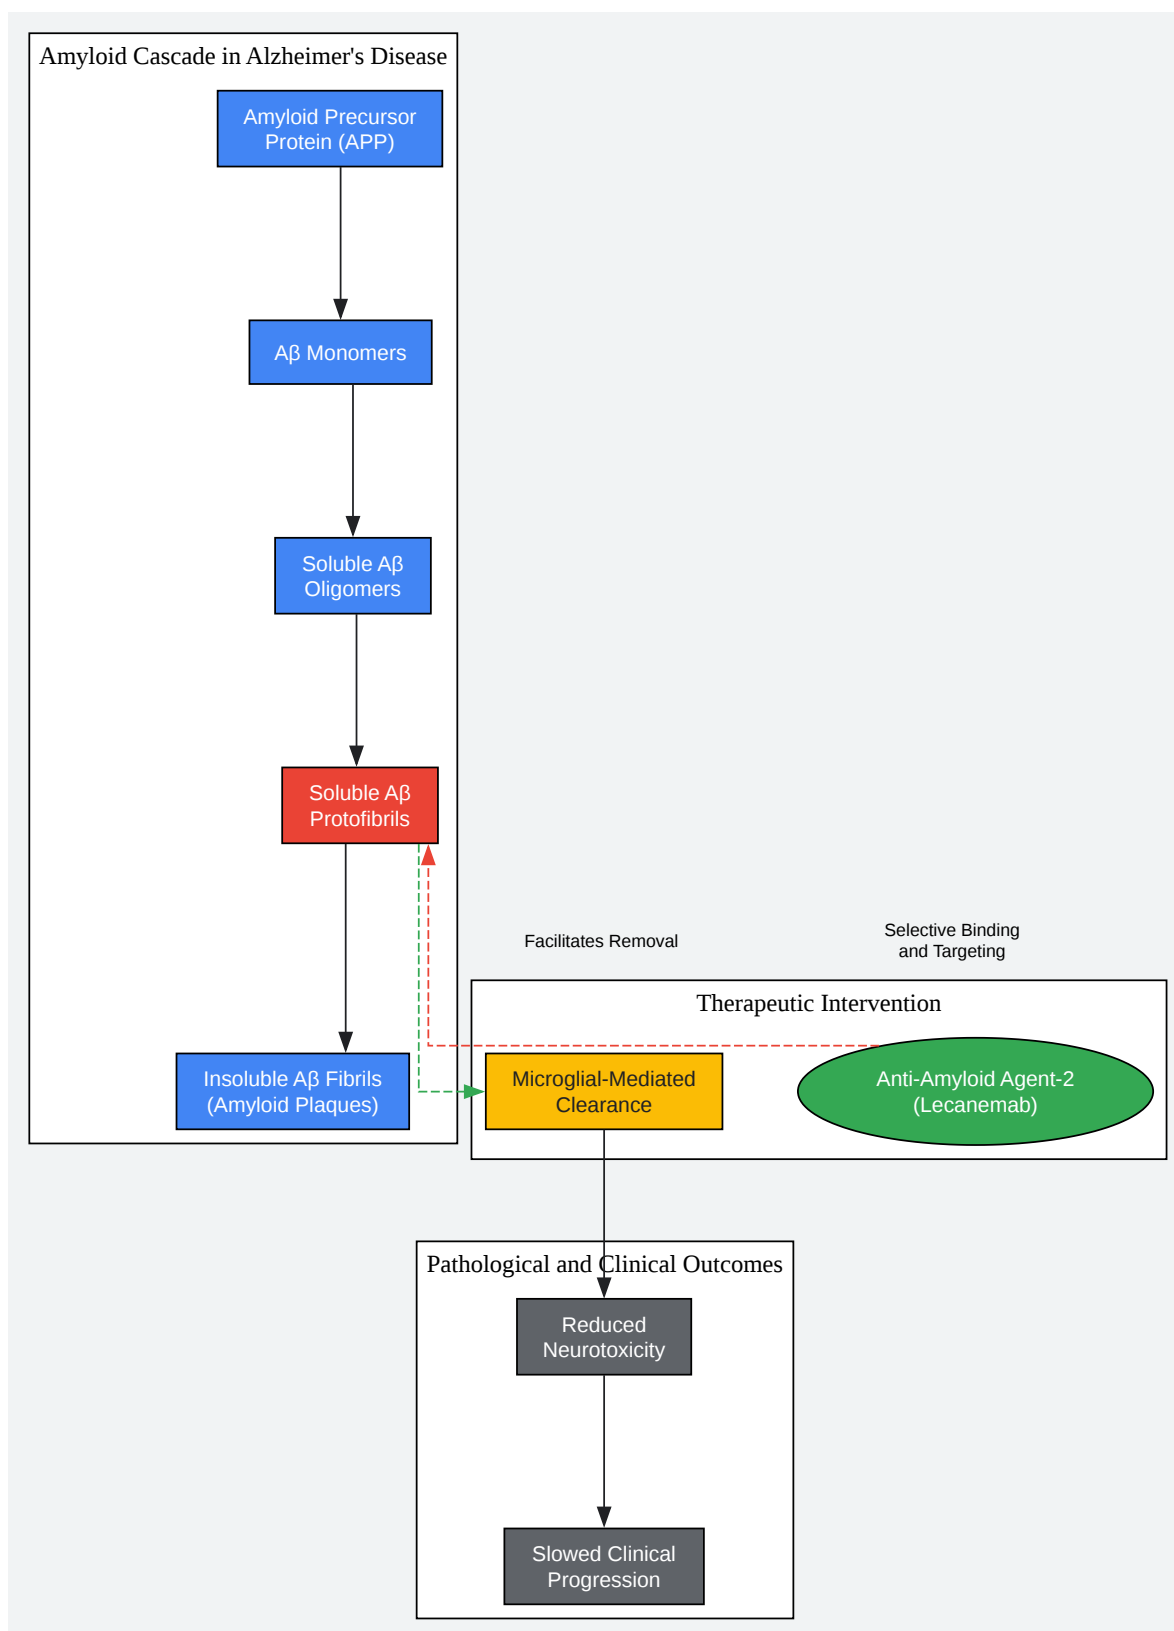 Amyloid Cascade in Alzheimer's Disease
Amyloid Precursor
Protein (APP)
Aβ Monomers
Soluble Aβ
Oligomers
Soluble Aβ
Protofibrils
Insoluble Aβ Fibrils
(Amyloid Plaques)
Facilitates Removal
Selective Binding
and Targeting
Therapeutic Intervention
Microglial-Mediated
Clearance
Anti-Amyloid Agent-2
(Lecanemab)
Pathological and Clinical Outcomes
Reduced
Neurotoxicity
Slowed Clinical
Progression